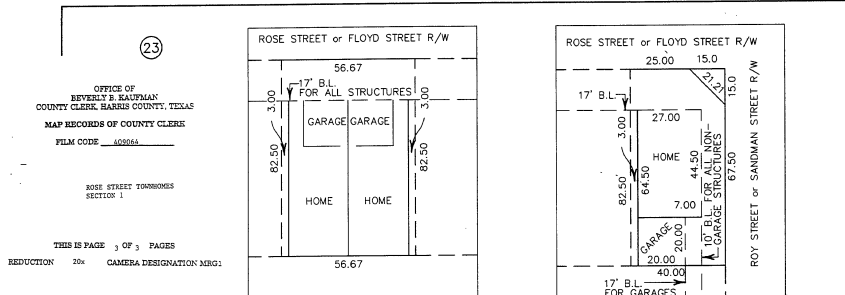 23
OFFICE OF
BEVERLY B. KAUFMAN
COUNTY CLERK, HARRIS COUNTY, TEXAS
MAP RECORDS OF COUNTY CLERK
FILM CODE 409064
ROSE STREET TOWNHOMES
SECTION 1
THIS IS PAGE 3 OF 3 PAGES
REDUCTION 20x CAMERA DESIGNATION MRG1
ROSE STREET or FLOYD STREET R/W
56.67
17' B.L.
FOR ALL STRUCTURES
3.00
3.00
GARAGE
GARAGE
82.50
82.50
HOME
HOME
56.67
ROSE STREET or FLOYD STREET R/W
25.00
15.0
21.21
15.0
17' B.L.
3.00
27.00
HOME
82.50'
64.50
44.50
67.50
10' B.L. FOR ALL NON-
GARAGE STRUCTURES
ROY STREET or SANDMAN STREET R/W
7.00
GARAGE
20.00
20.00
40.00
17' B.L.
FOR GARAGES